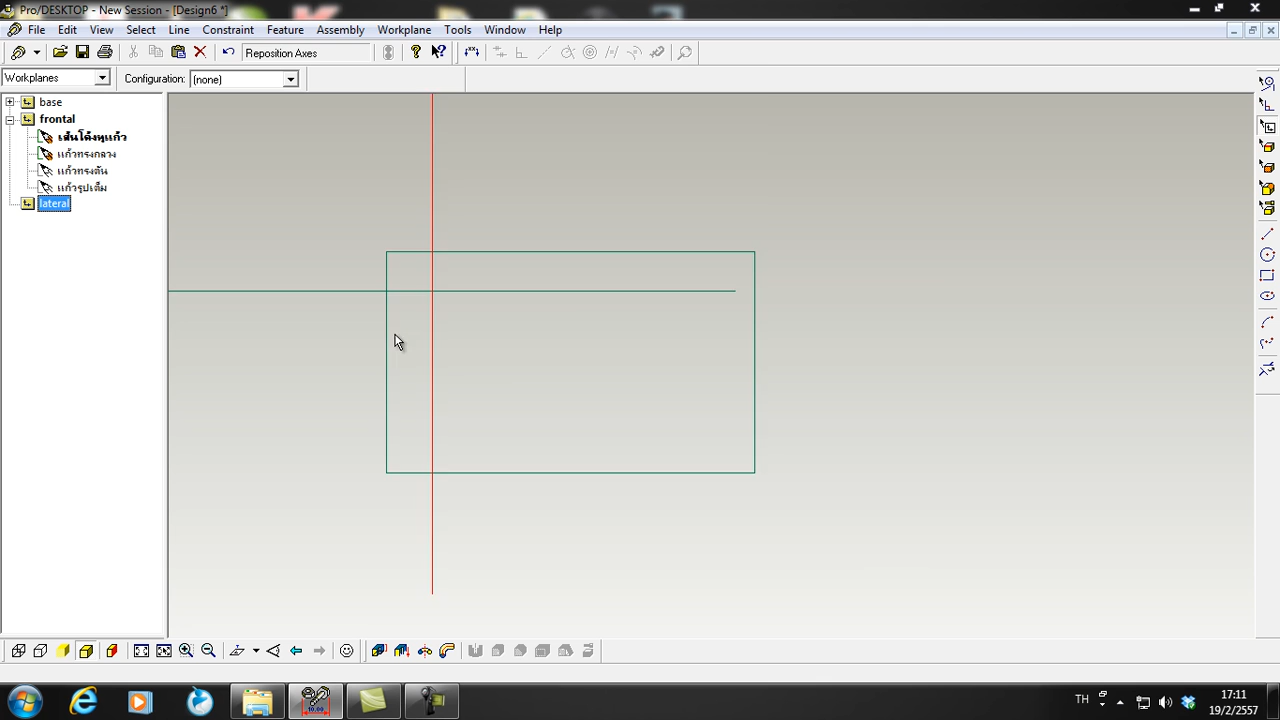 Pro/DESKTOP - New Session - [Design6 *]
File Edit View Select Line Constraint Feature Assembly Workplane Tools Window Help
Reposition Axes
Workplanes Configuration: (none)
base
frontal
เส้นโค้งหูแก้ว
แก้วทรงกลวง
แก้วทรงตัน
แก้วรูปเต็ม
lateral
TH
17:11
19/2/2557